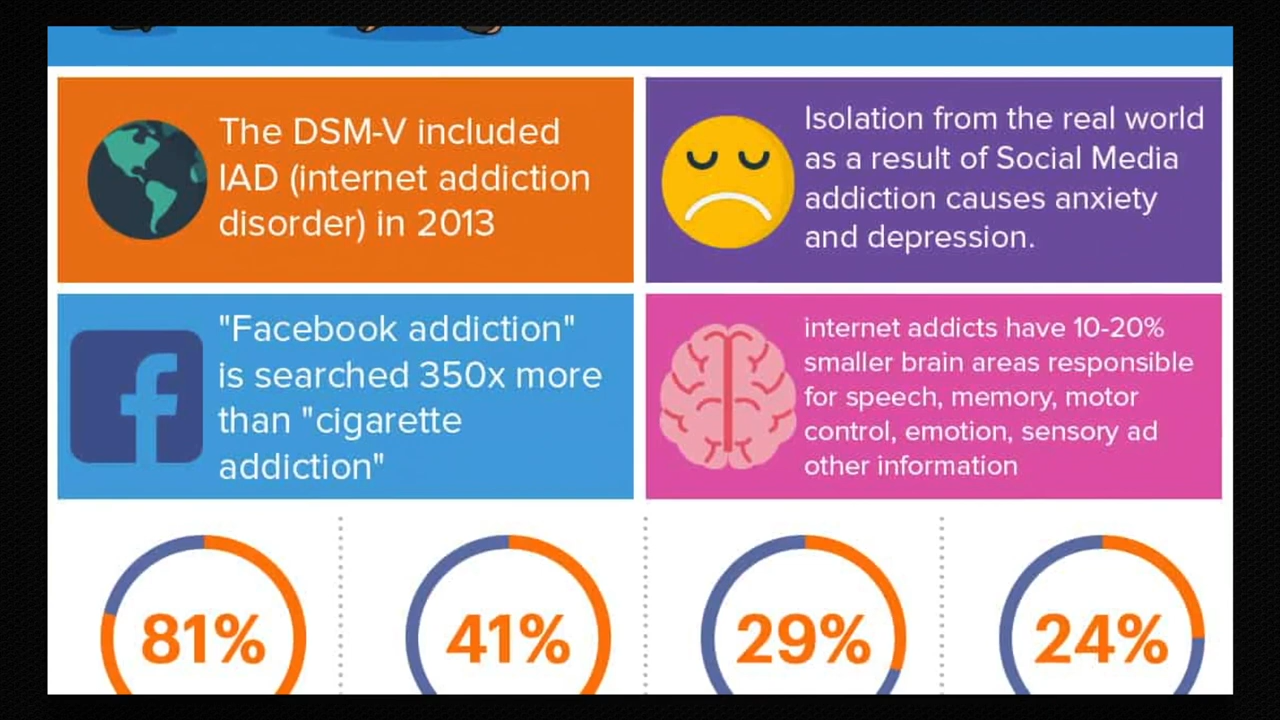 The DSM-V included
IAD (internet addiction
disorder) in 2013
Isolation from the real world
as a result of Social Media
addiction causes anxiety
and depression.
"Facebook addiction"
is searched 350x more
than "cigarette
addiction"
internet addicts have 10-20%
smaller brain areas responsible
for speech, memory, motor
control, emotion, sensory ad
other information
81%
41%
29%
24%